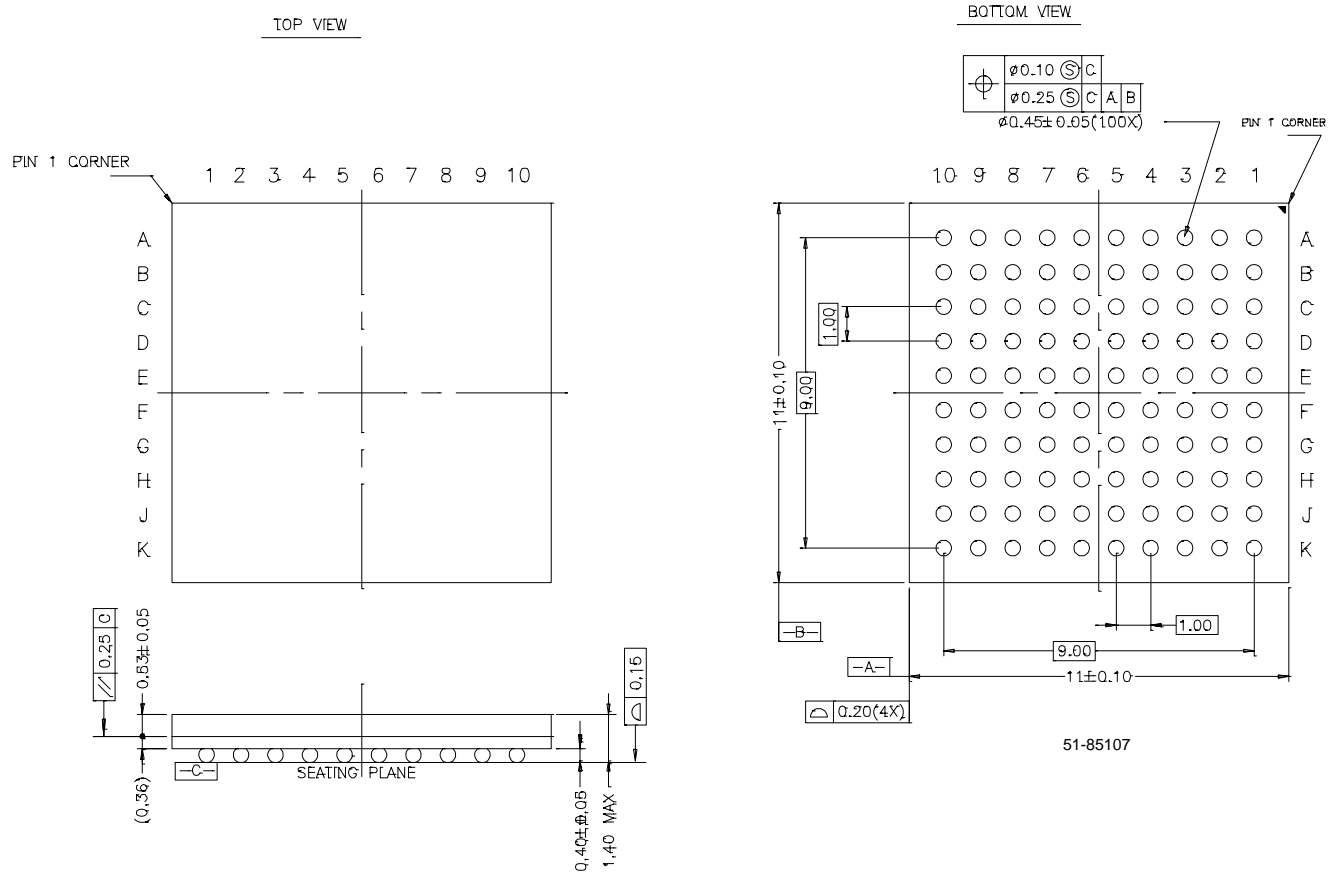 TOP VIEW
PIN 1 CORNER
1 2 3 4 5 6 7 8 9 10
A
B
C
D
E
F
G
H
J
K
// 0.25 C
0.53±0.05
(0.36)
-C-
SEATING PLANE
0.40±0.05
1.40 MAX
0.15
BOTTOM VIEW
Ø0.10 Ⓢ C
Ø0.25 Ⓢ C A B
Ø0.45±0.05(100X)
PIN 1 CORNER
10 9 8 7 6 5 4 3 2 1
A
B
C
D
E
F
G
H
J
K
1.00
9.00
11±0.10
-B-
1.00
9.00
-A-
11±0.10
0.20(4X)
51-85107